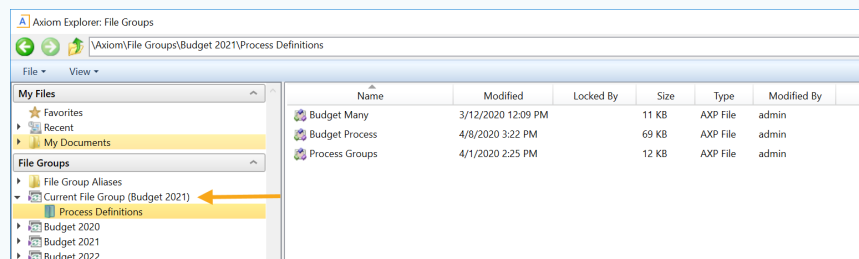 A Axiom Explorer: File Groups
\Axiom\File Groups\Budget 2021\Process Definitions
File View
My Files
Favorites
Recent
My Documents
File Groups
File Group Aliases
Current File Group (Budget 2021)
Process Definitions
Budget 2020
Budget 2021
Budget 2022
Name Modified Locked By Size Type Modified By
Budget Many 3/12/2020 12:09 PM 11 KB AXP File admin
Budget Process 4/8/2020 3:22 PM 69 KB AXP File admin
Process Groups 4/1/2020 2:25 PM 12 KB AXP File admin